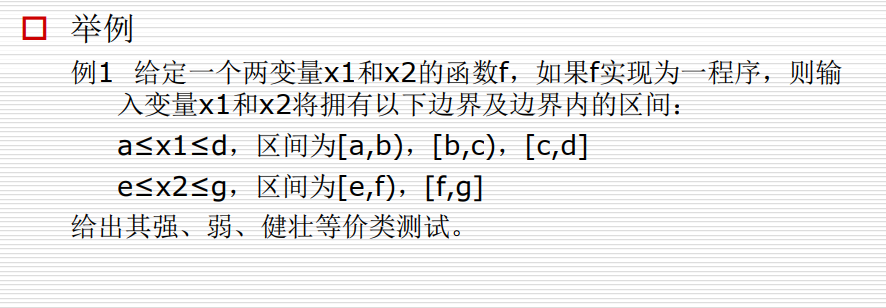 举例
例1 给定一个两变量x1和x2的函数f，如果f实现为一程序，则输
入变量x1和x2将拥有以下边界及边界内的区间：
a≤x1≤d，区间为[a,b)，[b,c)，[c,d]
e≤x2≤g，区间为[e,f)，[f,g]
给出其强、弱、健壮等价类测试。